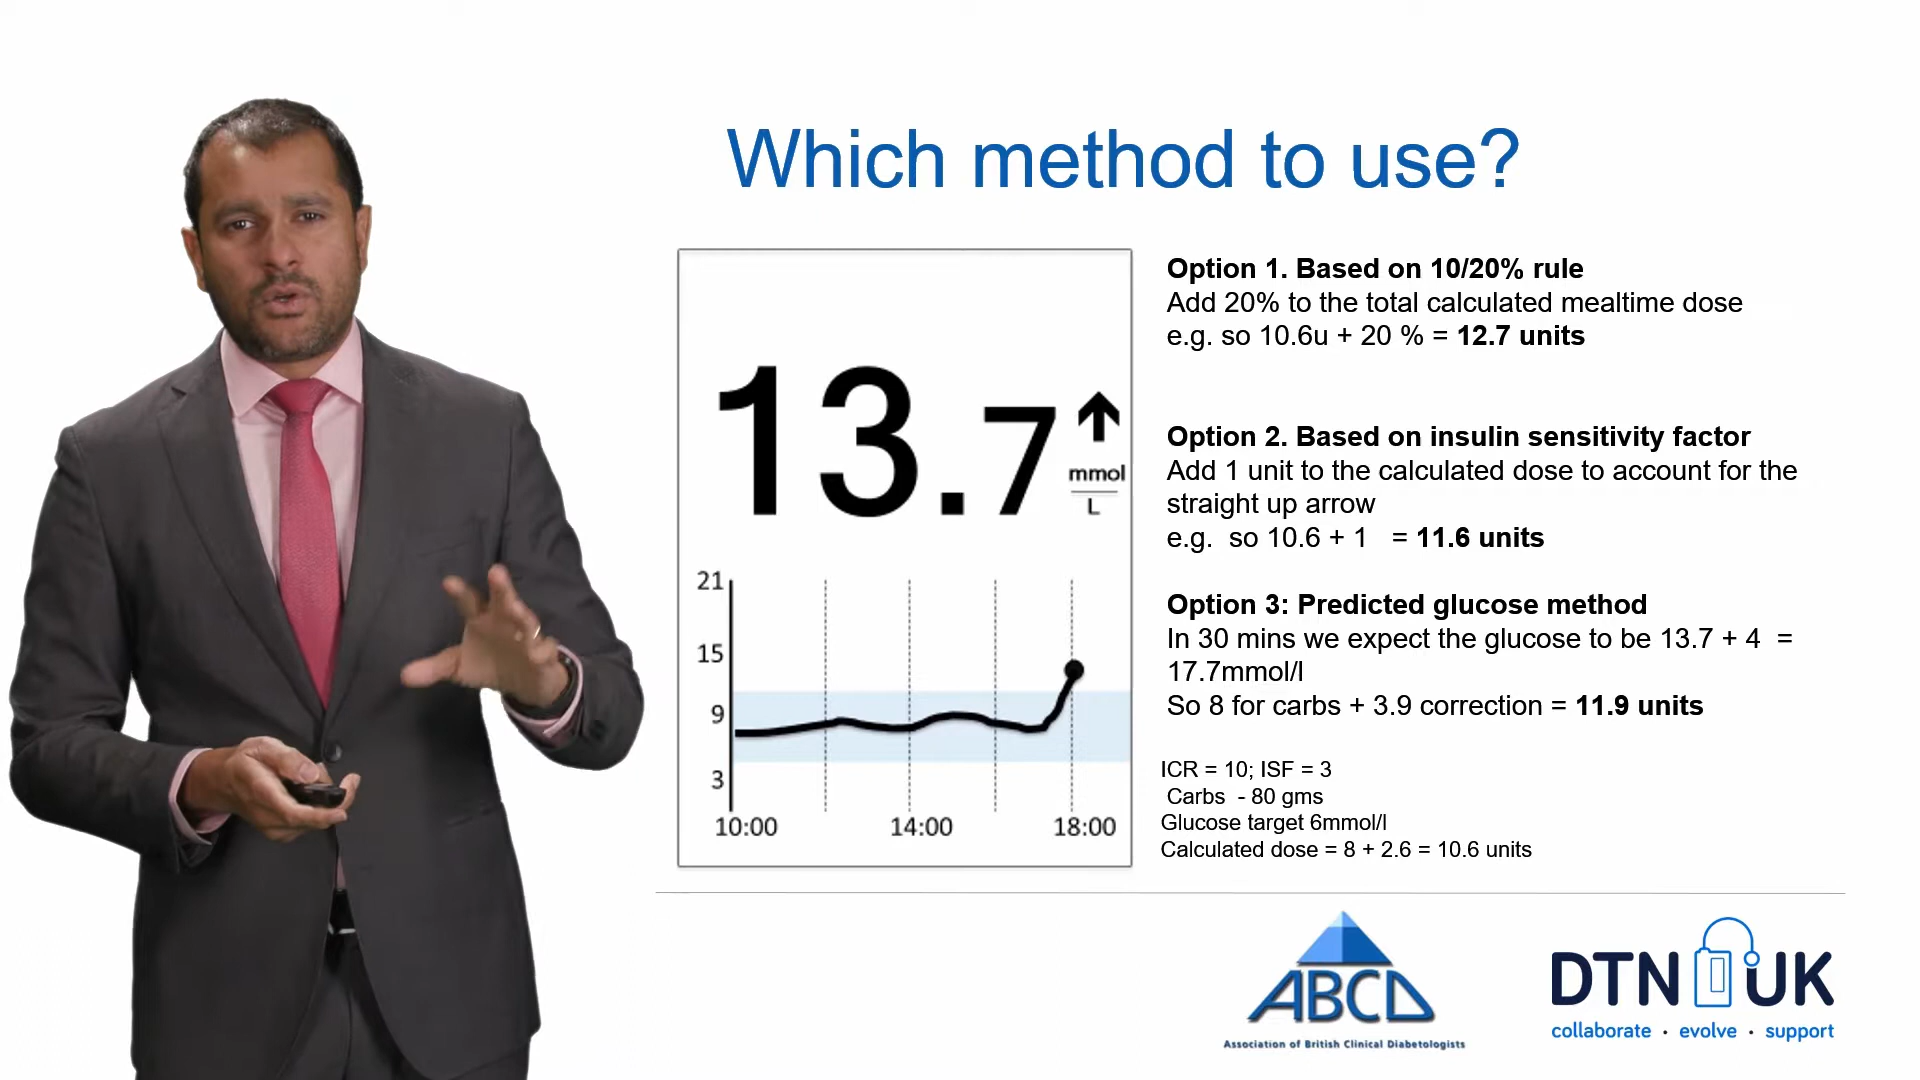 Which method to use?
13.7
mmol
L
21
15
9
3
10:00 14:00 18:00
Option 1. Based on 10/20% rule
Add 20% to the total calculated mealtime dose
e.g. so 10.6u + 20 % = 12.7 units
Option 2. Based on insulin sensitivity factor
Add 1 unit to the calculated dose to account for the
straight up arrow
e.g. so 10.6 + 1 = 11.6 units
Option 3: Predicted glucose method
In 30 mins we expect the glucose to be 13.7 + 4 =
17.7mmol/l
So 8 for carbs + 3.9 correction = 11.9 units
ICR = 10; ISF = 3
Carbs - 80 gms
Glucose target 6mmol/l
Calculated dose = 8 + 2.6 = 10.6 units
ABCD
Association of British Clinical Diabetologists
DTN UK
collaborate · evolve · support